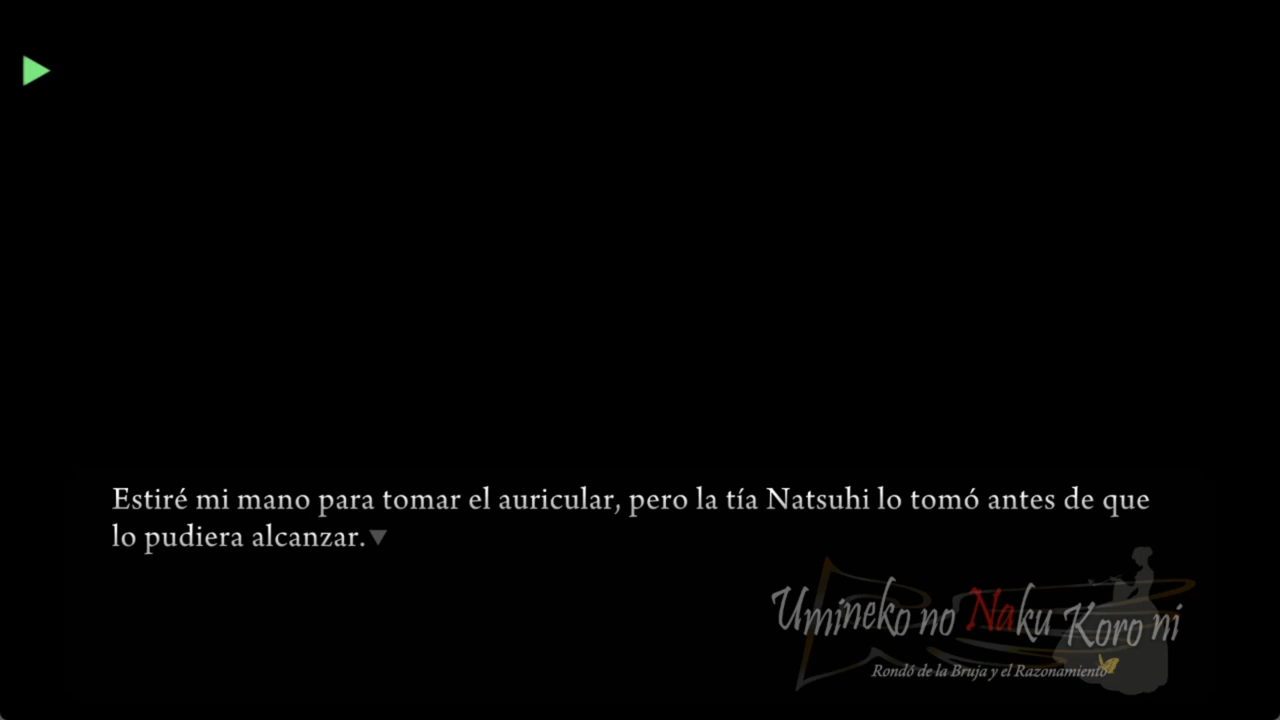 Estiré mi mano para tomar el auricular, pero la tía Natsuhi lo tomó antes de que
lo pudiera alcanzar.
Umineko no Naku Koro ni
Rondó de la Bruja y el Razonamiento